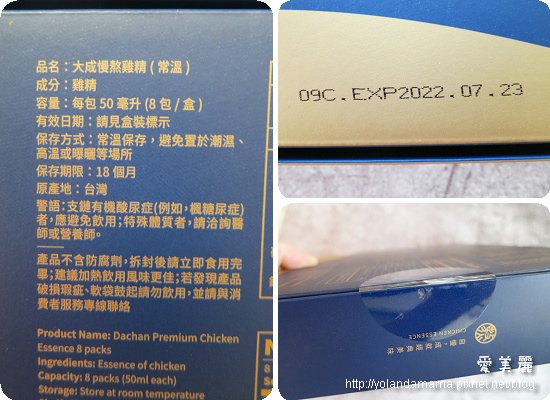 品名：大成慢熬雞精（常溫）
成分：雞精
容量：每包 50 毫升 (8 包 / 盒 )
有效日期：請見盒裝標示
保存方式：常溫保存，避免置於潮濕、
高溫或曝曬等場所
保存期限：18 個月
原產地：台灣
警語：支鏈有機酸尿症(例如，楓糖尿症)
者，應避免飲用；特殊體質者，請洽詢醫
師或營養師。
產品不含防腐劑，拆封後請立即食用完
畢；建議加熱飲用風味更佳；若發現產品
破損瑕疵、軟袋鼓起請勿飲用，並請與消
費者服務專線聯絡
Product Name: Dachan Premium Chicken
Essence 8 packs
Ingredients: Essence of chicken
Capacity: 8 packs (50ml each)
Storage: Store at room temperature
09C.EXP2022.07.23
CHICKEN ESSENCE
愛美麗
http://yolandamama.pixnet.net/blog